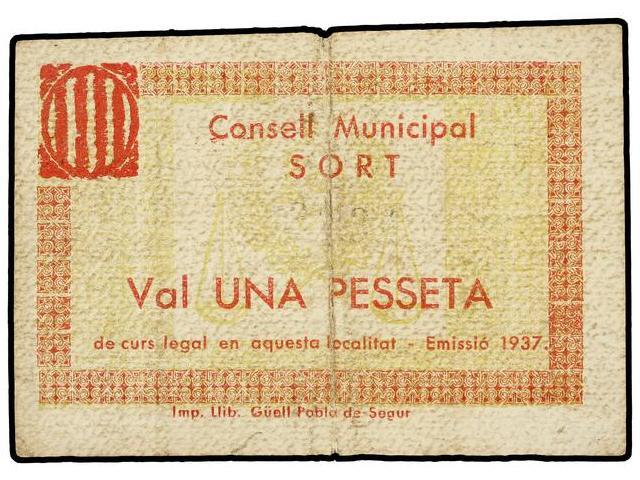 Consell Municipal
SORT
Val UNA PESSETA
de curs legal en aquesta localitat - Emissió 1937.
Imp. Llib. Güell Pobla de Segur